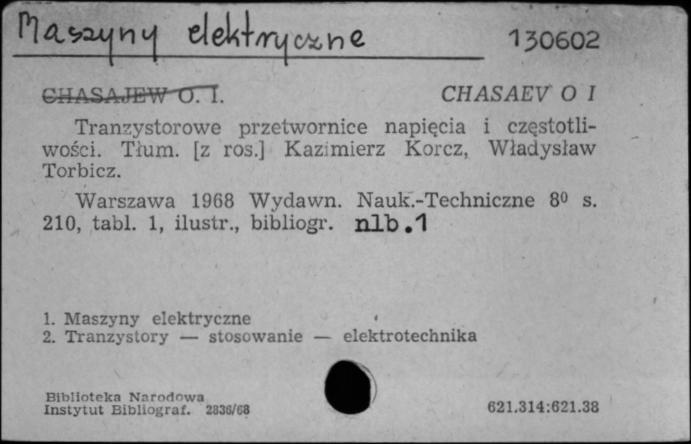 Maszyny elektryczne 130602
CHASAJEW O. I. CHASAEV O I
Tranzystorowe przetwornice napięcia i częstotli-
wości. Tłum. [z ros.] Kazimierz Korcz, Władysław
Torbicz.
Warszawa 1968 Wydawn. Nauk.-Techniczne 8⁰ s.
210, tabl. 1, ilustr., bibliogr. nlb.1
1. Maszyny elektryczne
2. Tranzystory — stosowanie — elektrotechnika
Biblioteka Narodowa
Instytut Bibliograf. 2836/68 621.314:621.38